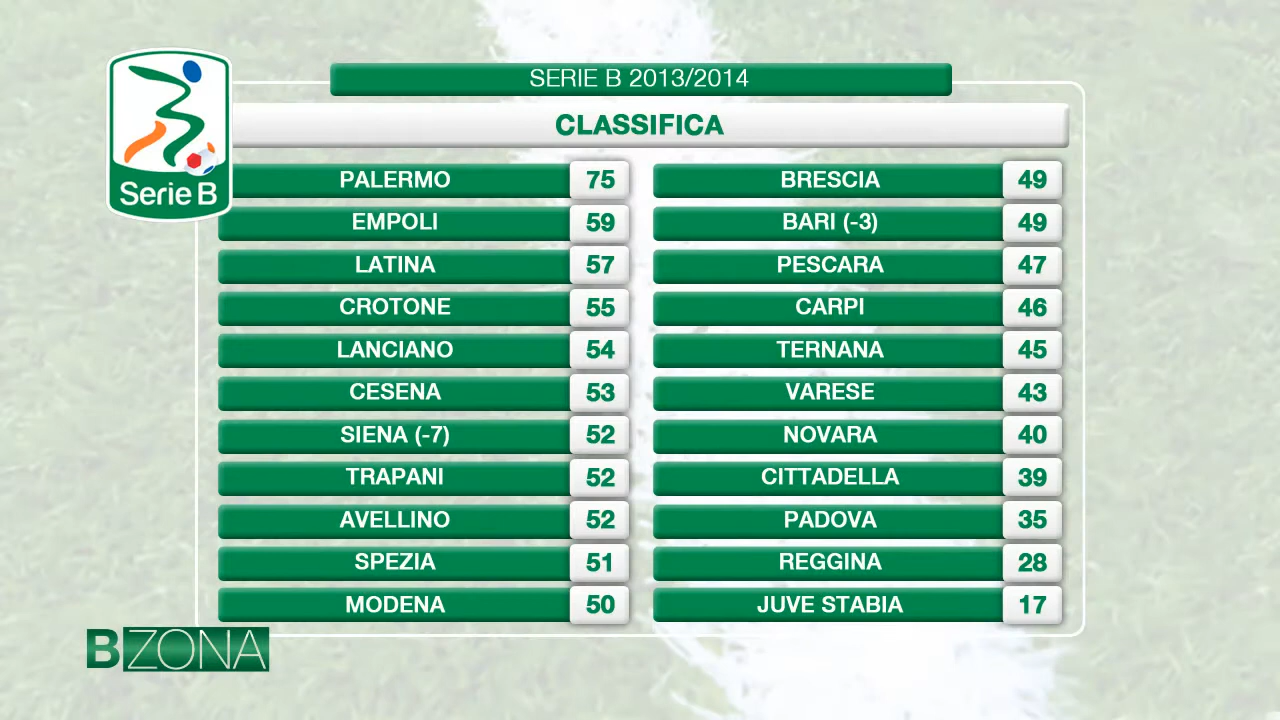 SERIE B 2013/2014
CLASSIFICA
Serie B
PALERMO 75
EMPOLI 59
LATINA 57
CROTONE 55
LANCIANO 54
CESENA 53
SIENA (-7) 52
TRAPANI 52
AVELLINO 52
SPEZIA 51
MODENA 50
BRESCIA 49
BARI (-3) 49
PESCARA 47
CARPI 46
TERNANA 45
VARESE 43
NOVARA 40
CITTADELLA 39
PADOVA 35
REGGINA 28
JUVE STABIA 17
BZONA